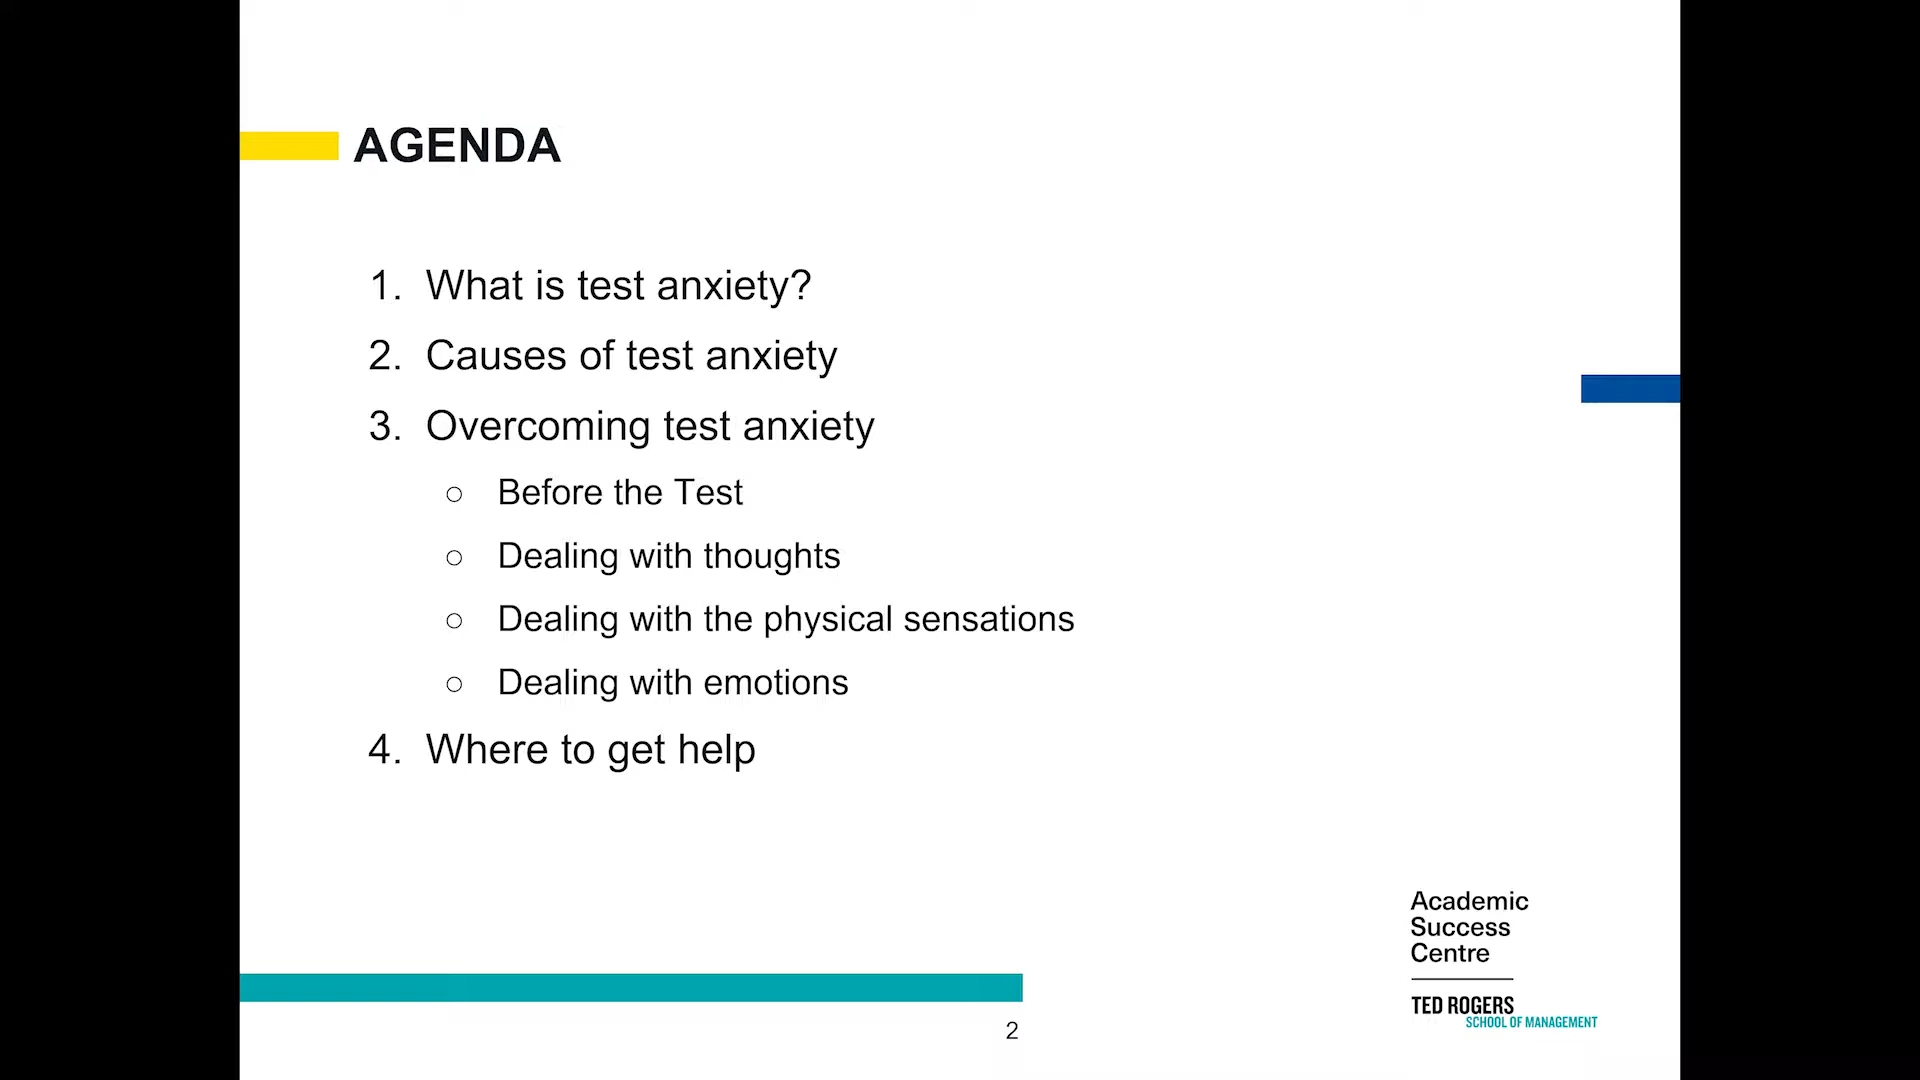 AGENDA
1. What is test anxiety?
2. Causes of test anxiety
3. Overcoming test anxiety
○ Before the Test
○ Dealing with thoughts
○ Dealing with the physical sensations
○ Dealing with emotions
4. Where to get help
Academic
Success
Centre
TED ROGERS
SCHOOL OF MANAGEMENT
2